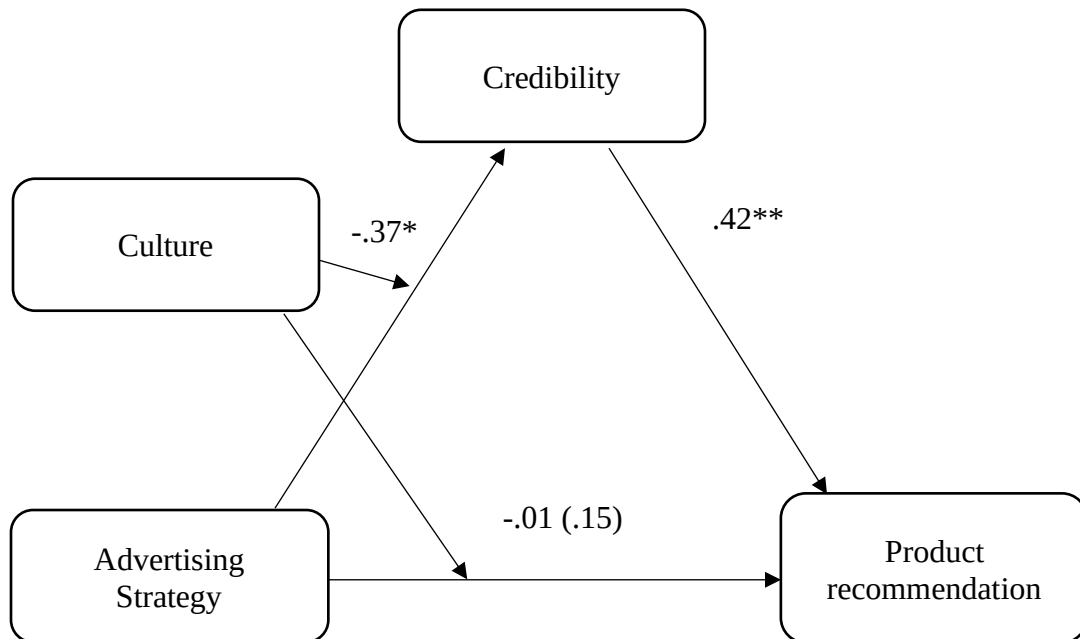 Credibility
Culture
-.37*
.42**
-.01 (.15)
Advertising
Strategy
Product
recommendation